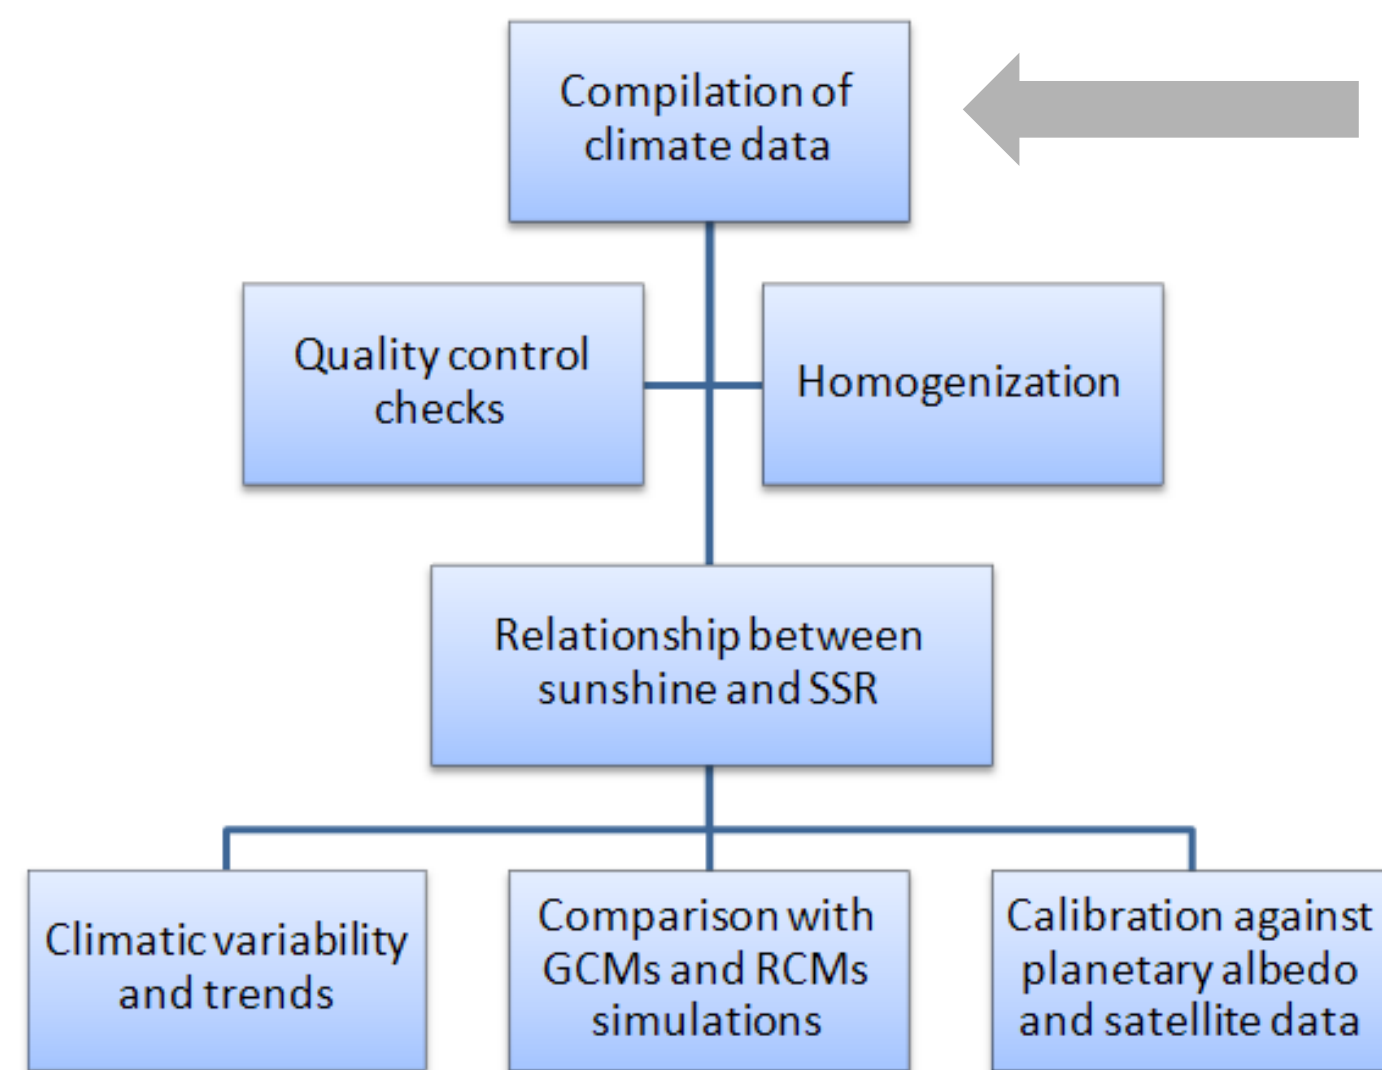 Compilation of
climate data
Quality control
checks
Homogenization
Relationship between
sunshine and SSR
Climatic variability
and trends
Comparison with
GCMs and RCMs
simulations
Calibration against
planetary albedo
and satellite data